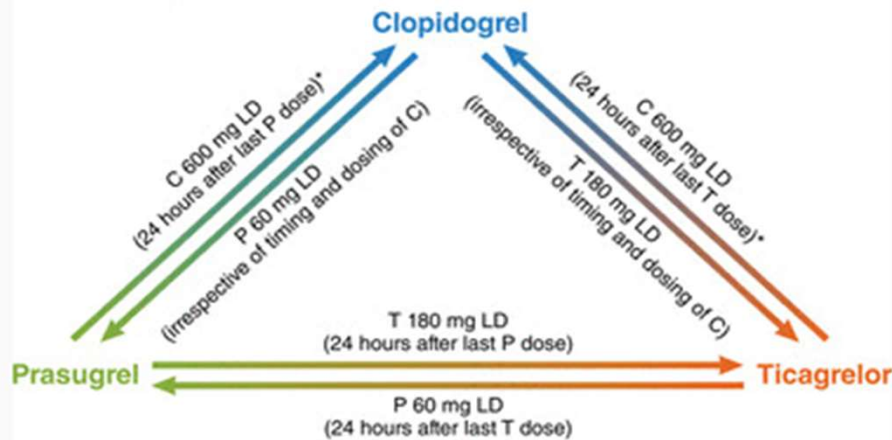 Clopidogrel
C 600 mg LD
(24 hours after last P dose)*
P 60 mg LD
(irrespective of timing and dosing of C)
C 600 mg LD
(24 hours after last T dose)*
T 180 mg LD
(irrespective of timing and dosing of C)
T 180 mg LD
(24 hours after last P dose)
Prasugrel
Ticagrelor
P 60 mg LD
(24 hours after last T dose)